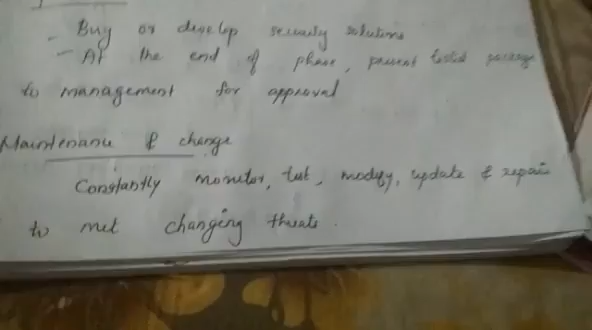 - Buy or develop security solutions
- At the end of phase, present tested package
to management for approval
Maintenance & change
Constantly monitor, test, modify, update & repair
to met changing threats.